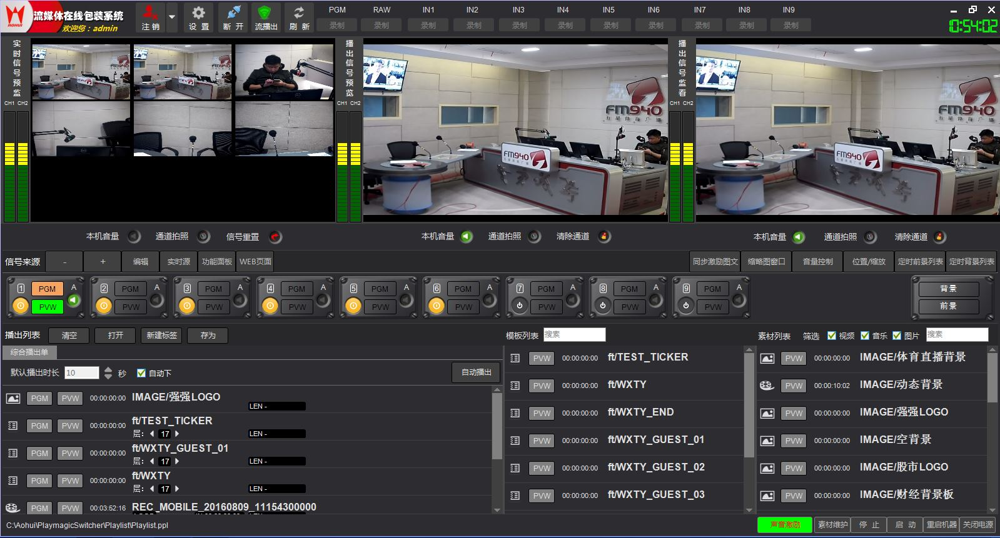 AOHUI
流媒体在线包装系统
欢迎您：admin
注 销
设 置
断 开
流播出
刷 新
PGM RAW IN1 IN2 IN3 IN4 IN5 IN6 IN7 IN8 IN9
录制 录制 录制 录制 录制 录制 录制 录制 录制 录制 录制
10:54:02
实时信号预览
CH1 CH2
播出信号预览
CH1 CH2
播出信号监看
CH1 CH2
FM940
五星体育广播
FM940
FM940
五星体育广播
FM940
本机音量 通道拍照 信号重置
本机音量 通道拍照 清除通道
本机音量 通道拍照 清除通道
信号来源 - + 编辑 实时源 功能面板 WEB页面
同步激励图文 缩略图窗口 音量控制 位置/缩放 定时前景列表 定时背景列表
1 PGM A PVW
2 PGM A PVW
3 PGM A PVW
4 PGM A PVW
5 PGM A PVW
6 PGM A PVW
7 PGM A PVW
8 PGM A PVW
9 PGM A PVW
背景
前景
播出列表 清空 打开 新建标签 存为
综合播出单
默认播出时长 10 秒 自动下 自动播出
PGM PVW 00:00:00:00 IMAGE/强强LOGO
LEN -
PGM PVW 00:00:00:00 ft/TEST_TICKER
层: 17 LEN -
PGM PVW 00:00:00:00 ft/WXTY_GUEST_01
层: 17 LEN -
PGM PVW 00:00:00:00 ft/WXTY
层: 17 LEN -
PGM PVW 00:03:52:16 REC_MOBILE_20160809_11154300000
模板列表 搜索
PVW 00:00:00:00 ft/TEST_TICKER
PVW 00:00:00:00 ft/WXTY
PVW 00:00:00:00 ft/WXTY_END
PVW 00:00:00:00 ft/WXTY_GUEST_01
PVW 00:00:00:00 ft/WXTY_GUEST_02
PVW 00:00:00:00 ft/WXTY_GUEST_03
素材列表 筛选 视频 音乐 图片 搜索
PVW 00:00:00:00 IMAGE/体育直播背景
PVW 00:00:10:02 IMAGE/动态背景
PVW 00:00:00:00 IMAGE/强强LOGO
PVW 00:00:00:00 IMAGE/空背景
PVW 00:00:00:00 IMAGE/股市LOGO
PVW 00:00:00:00 IMAGE/财经背景板
C:\Aohui\PlaymagicSwitcher\Playlist\Playlist.ppl
声音激励 素材维护 停 止 启 动 重启机器 关闭电源